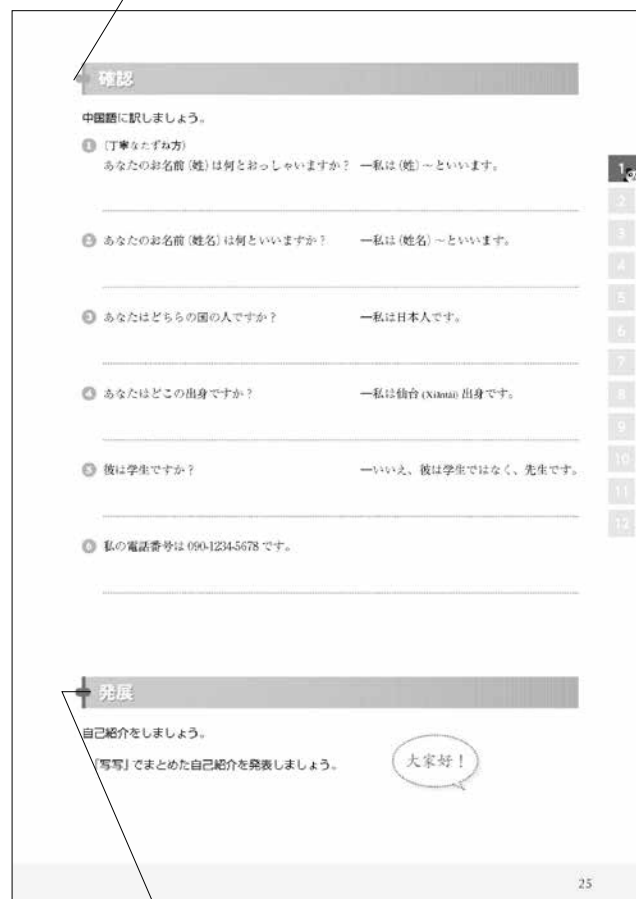 確認
中国語に訳しましょう。
1 (丁寧なたずね方)
あなたのお名前(姓)は何とおっしゃいますか? ―私は(姓)~といいます。
2 あなたのお名前(姓名)は何といいますか? ―私は(姓名)~といいます。
3 あなたはどちらの国の人ですか? ―私は日本人です。
4 あなたはどこの出身ですか? ―私は仙台(Xiāntái)出身です。
5 彼は学生ですか? ―いいえ、彼は学生ではなく、先生です。
6 私の電話番号は 090-1234-5678 です。
発展
自己紹介をしましょう。
「写写」でまとめた自己紹介を発表しましょう。
大家好!
1
2
3
4
5
6
7
8
9
10
11
12
25